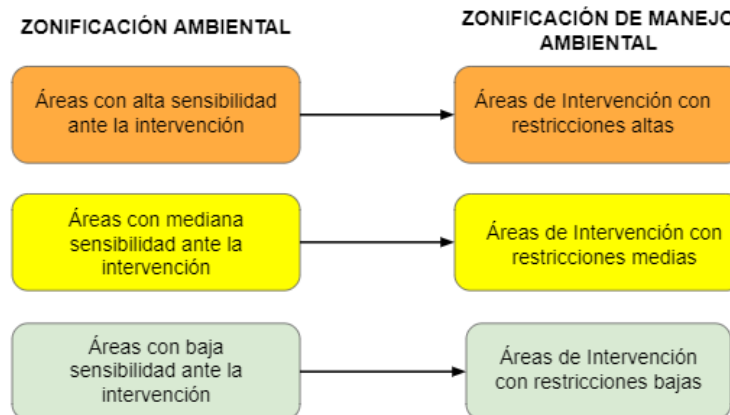 ZONIFICACIÓN AMBIENTAL
ZONIFICACIÓN DE MANEJO
AMBIENTAL
Áreas con alta sensibilidad
ante la intervención
Áreas de Intervención con
restricciones altas
Áreas con mediana
sensibilidad ante la
intervención
Áreas de Intervención con
restricciones medias
Áreas con baja
sensibilidad ante la
intervención
Áreas de Intervención
con restricciones bajas